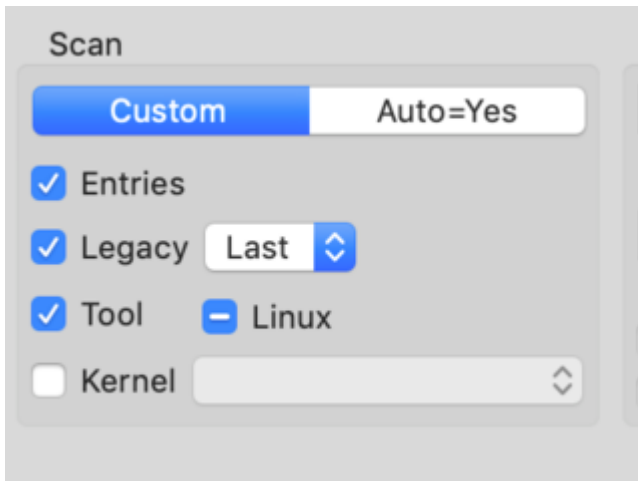 Scan
Custom Auto=Yes
Entries
Legacy Last
Tool Linux
Kernel